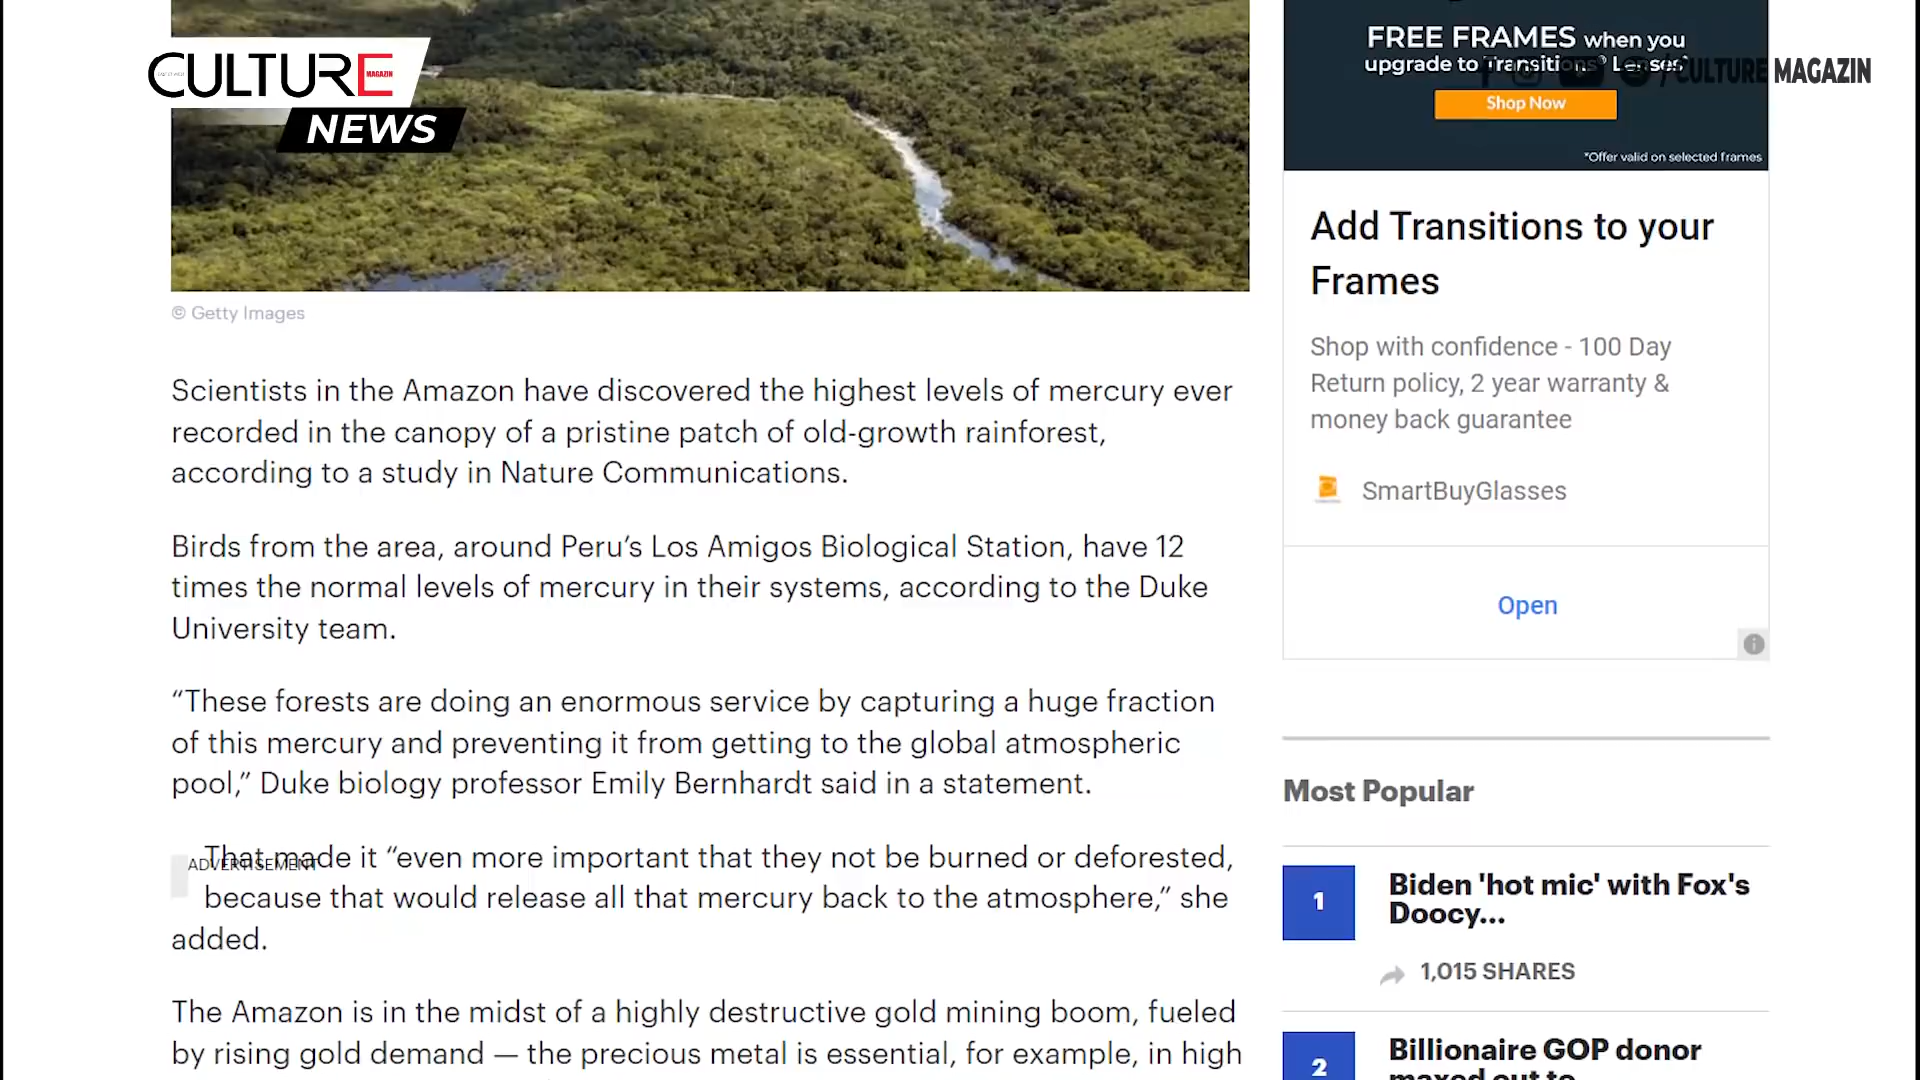 CULTURE
MAGAZIN
NEWS
© Getty Images
Scientists in the Amazon have discovered the highest levels of mercury ever
recorded in the canopy of a pristine patch of old-growth rainforest,
according to a study in Nature Communications.
Birds from the area, around Peru’s Los Amigos Biological Station, have 12
times the normal levels of mercury in their systems, according to the Duke
University team.
“These forests are doing an enormous service by capturing a huge fraction
of this mercury and preventing it from getting to the global atmospheric
pool,” Duke biology professor Emily Bernhardt said in a statement.
ADVERTISEMENT
That made it “even more important that they not be burned or deforested,
because that would release all that mercury back to the atmosphere,” she
added.
The Amazon is in the midst of a highly destructive gold mining boom, fueled
by rising gold demand — the precious metal is essential, for example, in high
FREE FRAMES when you
upgrade to Transitions® Lenses*
/CULTURE MAGAZIN
Shop Now
*Offer valid on selected frames
Add Transitions to your
Frames
Shop with confidence - 100 Day
Return policy, 2 year warranty &
money back guarantee
SmartBuyGlasses
Open
Most Popular
1
Biden 'hot mic' with Fox's
Doocy...
1,015 SHARES
2
Billionaire GOP donor
maxed out to